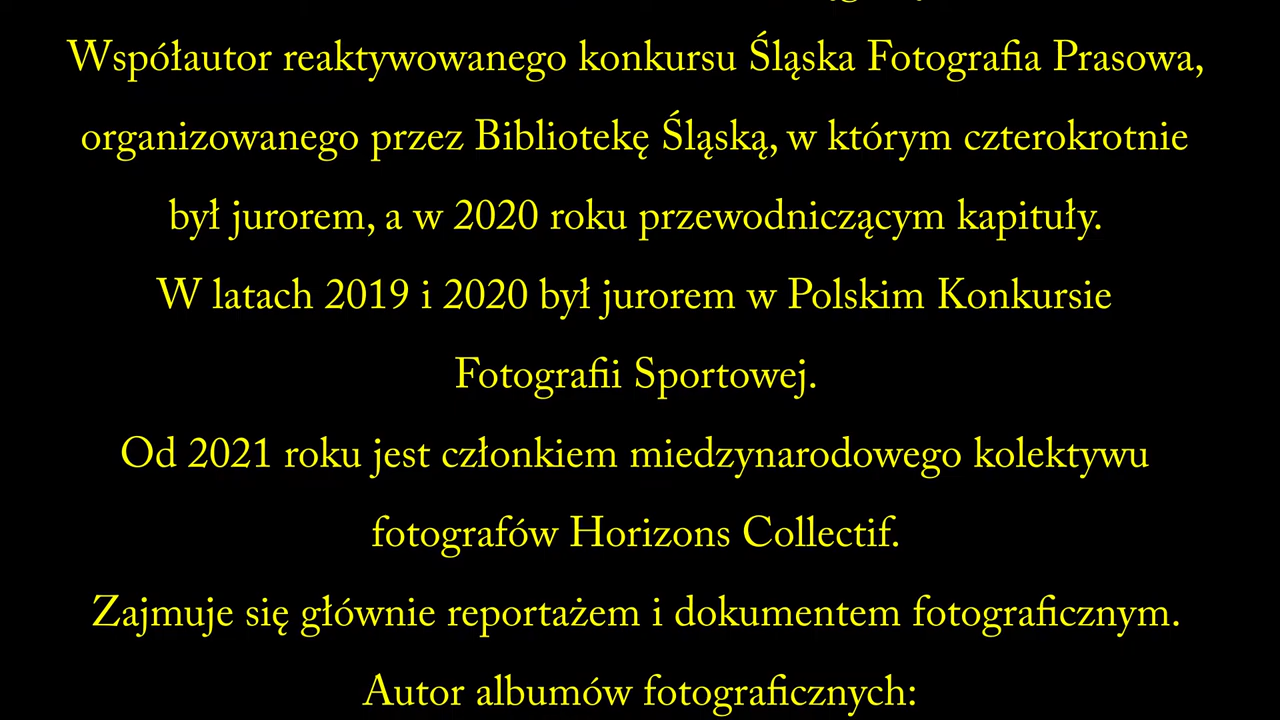 Współautor reaktywowanego konkursu Śląska Fotografia Prasowa,
organizowanego przez Bibliotekę Śląską, w którym czterokrotnie
był jurorem, a w 2020 roku przewodniczącym kapituły.
W latach 2019 i 2020 był jurorem w Polskim Konkursie
Fotografii Sportowej.
Od 2021 roku jest członkiem miedzynarodowego kolektywu
fotografów Horizons Collectif.
Zajmuje się głównie reportażem i dokumentem fotograficznym.
Autor albumów fotograficznych: